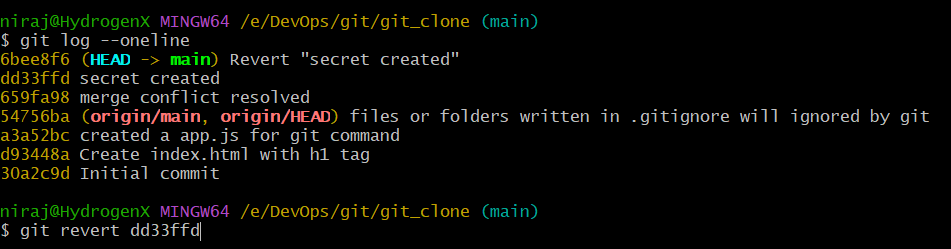 niraj@HydrogenX MINGW64 /e/DevOps/git/git_clone (main)
$ git log --oneline
6bee8f6 (HEAD -> main) Revert "secret created"
dd33ffd secret created
659fa98 merge conflict resolved
54756ba (origin/main, origin/HEAD) files or folders written in .gitignore will ignored by git
a3a52bc created a app.js for git command
d93448a Create index.html with h1 tag
30a2c9d Initial commit
niraj@HydrogenX MINGW64 /e/DevOps/git/git_clone (main)
$ git revert dd33ffd